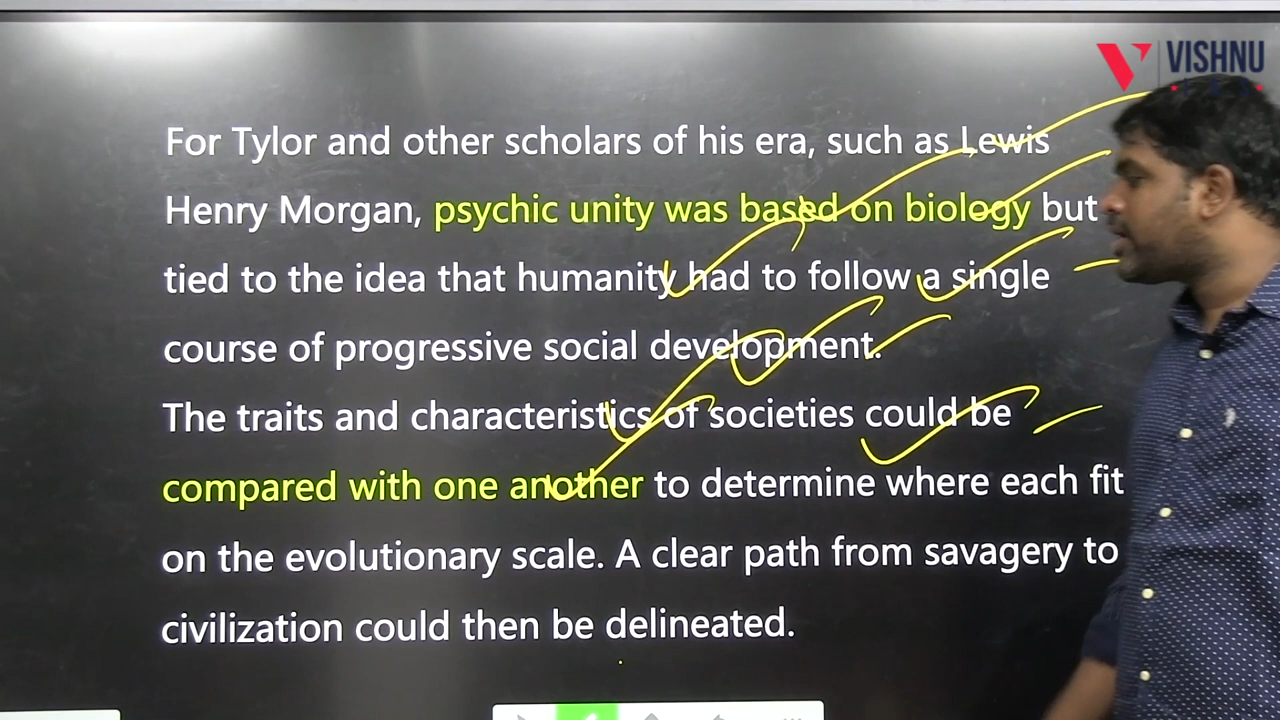 VISHNU
IAS
For Tylor and other scholars of his era, such as Lewis
Henry Morgan, psychic unity was based on biology but
tied to the idea that humanity had to follow a single
course of progressive social development.
The traits and characteristics of societies could be
compared with one another to determine where each fit
on the evolutionary scale. A clear path from savagery to
civilization could then be delineated.